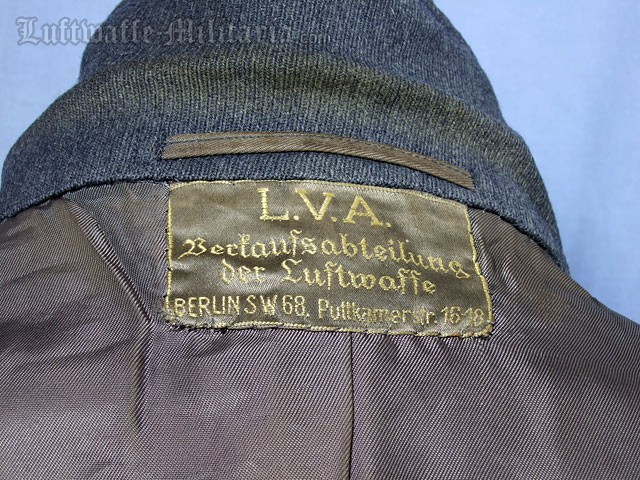 Luftwaffe Militaria
L.V.A.
Verkaufsabteilung
der Luftwaffe
BERLIN SW 68, Puttkamerstr. 16-18